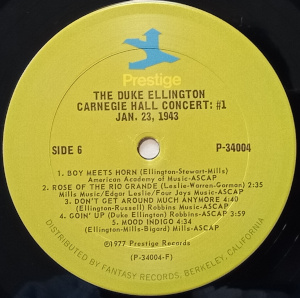 Prestige
THE DUKE ELLINGTON
CARNEGIE HALL CONCERT: #1
JAN. 23, 1943
SIDE 6
P-34004
1. BOY MEETS HORN (Ellington-Stewart-Mills)
American Academy of Music-ASCAP
2. ROSE OF THE RIO GRANDE (Leslie-Warren-Gorman) 2:35
Mills Music/Edgar Leslie/Four Jays Music-ASCAP
3. DON'T GET AROUND MUCH ANYMORE 4:40
(Ellington-Russell) Robbins Music-ASCAP
4. GOIN' UP (Duke Ellington) Robbins-ASCAP 3:59
5. MOOD INDIGO 4:34
(Ellington-Mills-Bigard) Mills-ASCAP
©1977 Prestige Records
(P-34004-F)
DISTRIBUTED BY FANTASY RECORDS, BERKELEY, CALIFORNIA